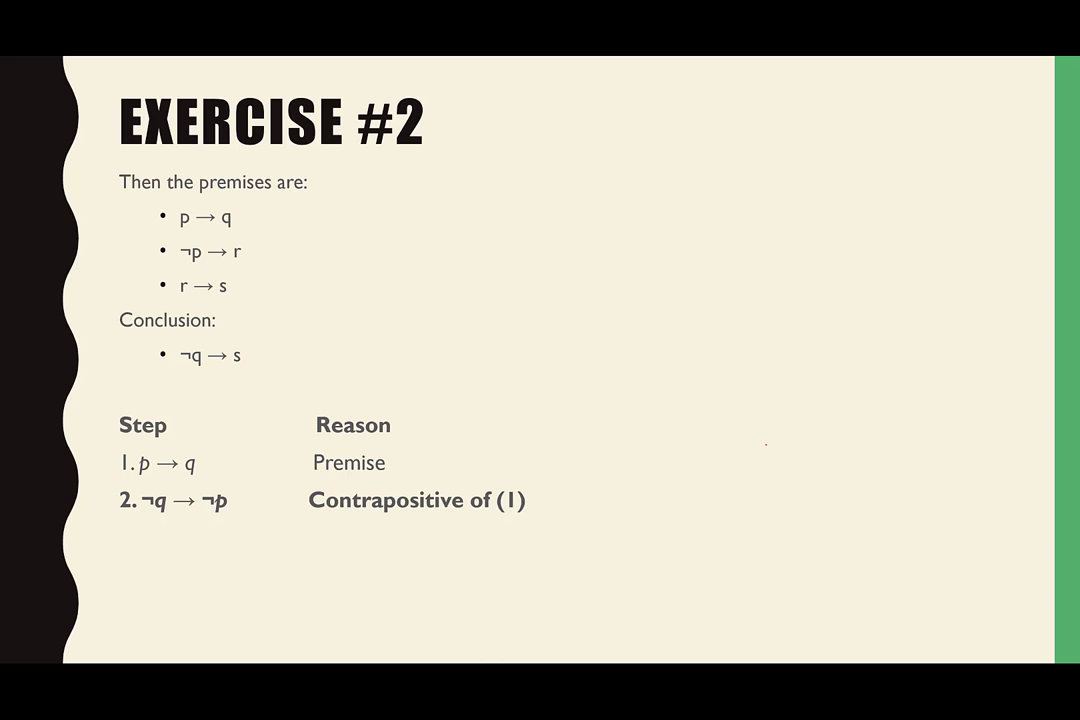 EXERCISE #2
Then the premises are:
• p → q
• ¬p → r
• r → s
Conclusion:
• ¬q → s
Step Reason
1. p → q Premise
2. ¬q → ¬p Contrapositive of (1)